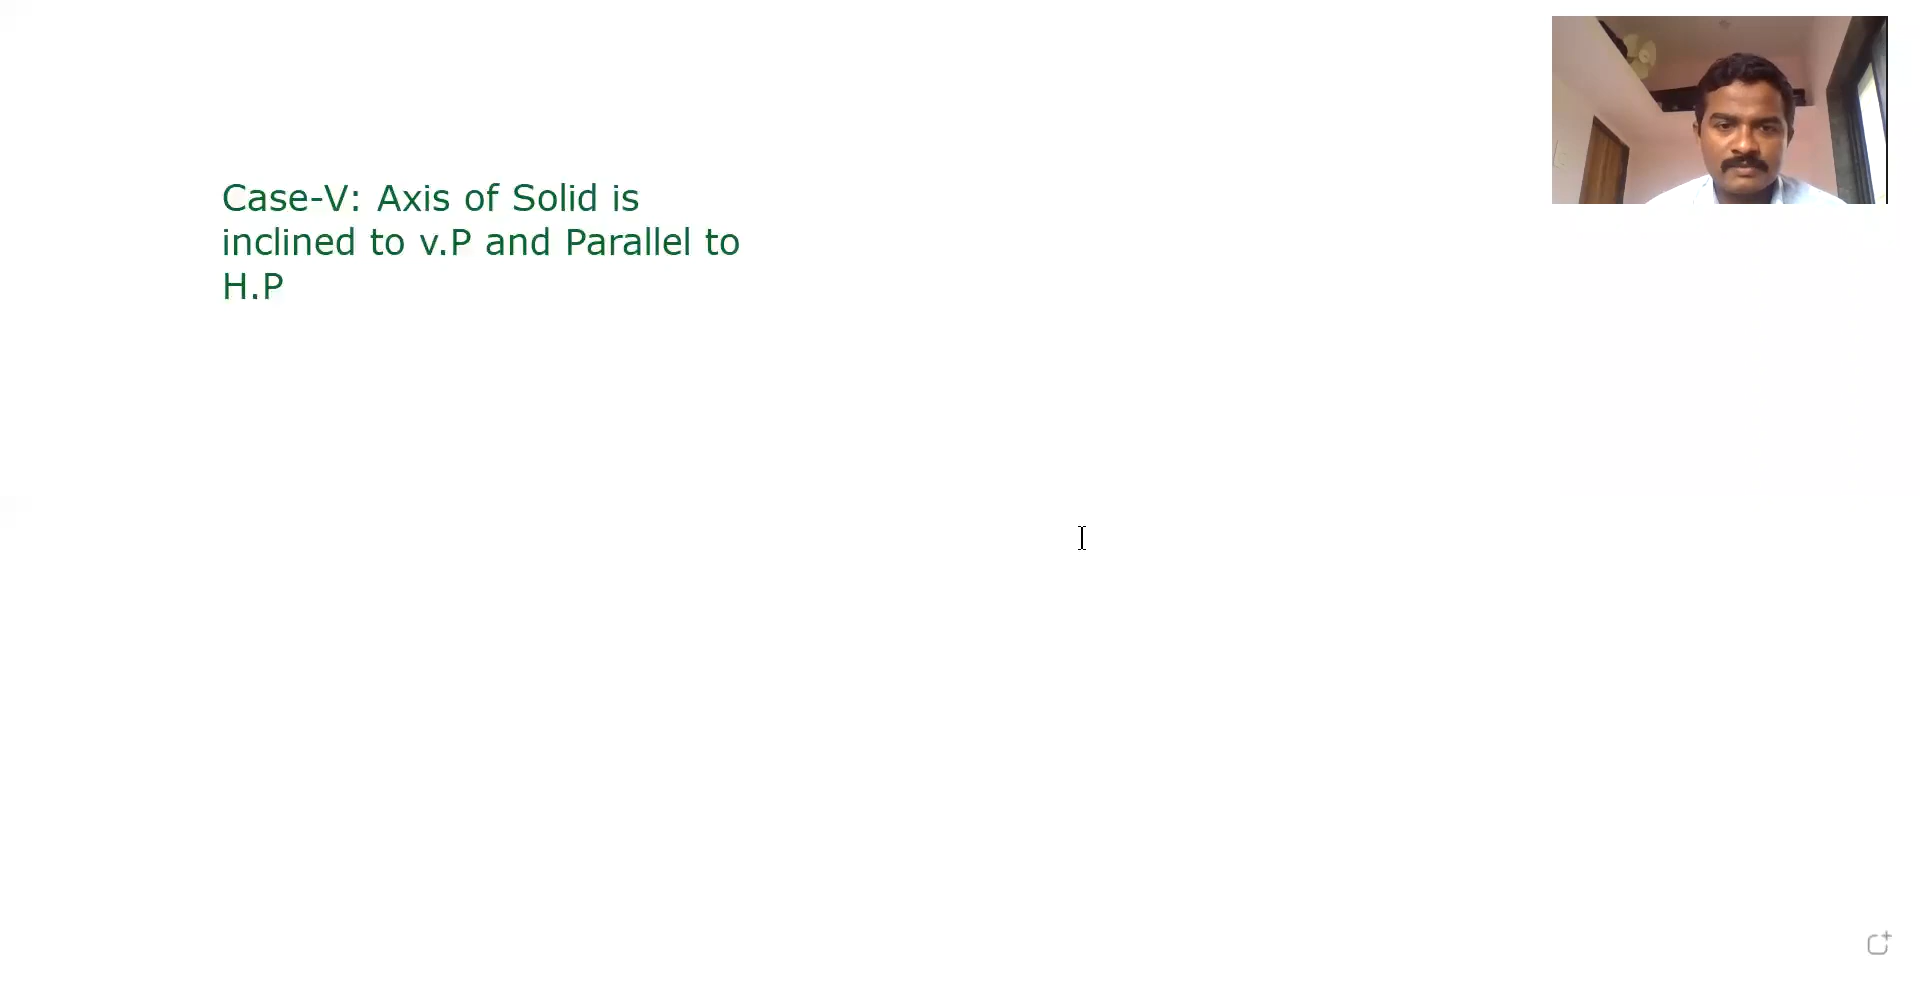 Case-V: Axis of Solid is
inclined to v.P and Parallel to
H.P